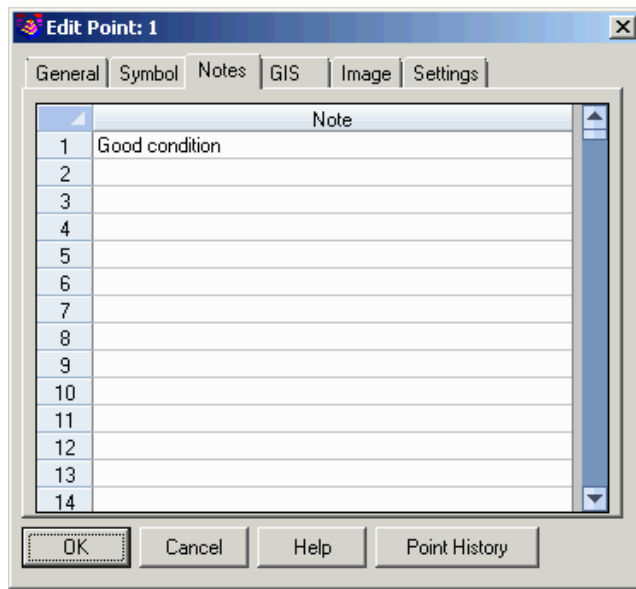 Edit Point: 1
General Symbol Notes GIS Image Settings
Note
1 Good condition
2
3
4
5
6
7
8
9
10
11
12
13
14
OK Cancel Help Point History